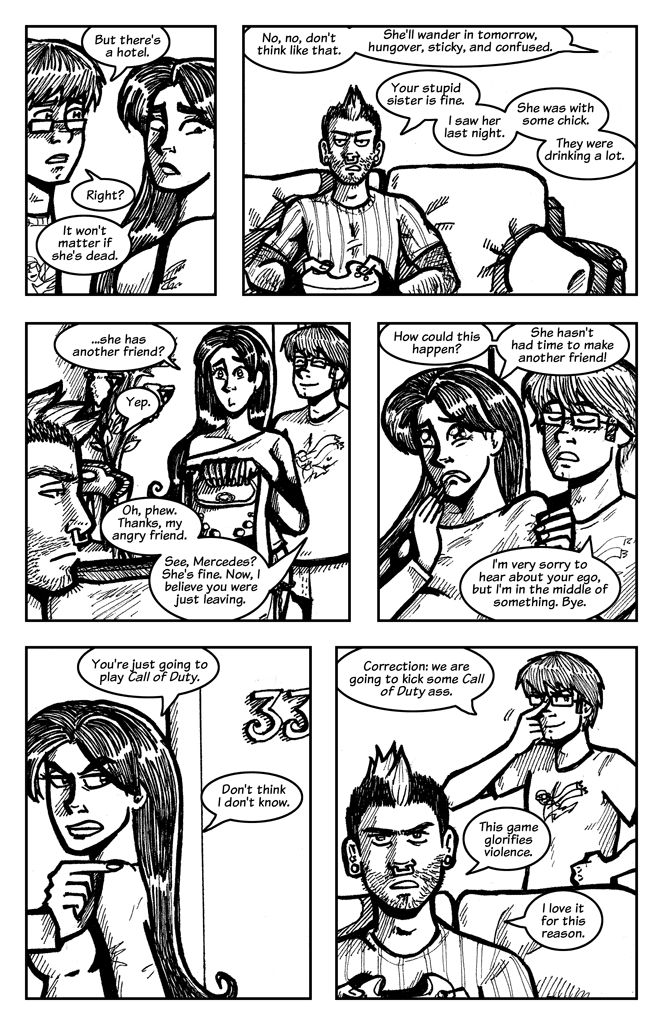 But there's
a hotel.
Right?
It won't
matter if
she's dead.
No, no, don't
think like that.
She'll wander in tomorrow,
hungover, sticky, and confused.
Your stupid
sister is fine.
I saw her
last night.
She was with
some chick.
They were
drinking a lot.
...she has
another friend?
Yep.
Oh, phew.
Thanks, my
angry friend.
See, Mercedes?
She's fine. Now, I
believe you were
just leaving.
How could this
happen?
She hasn't
had time to make
another friend!
I'm very sorry to
hear about your ego,
but I'm in the middle of
something. Bye.
You're just going to
play Call of Duty.
33
Don't think
I don't know.
Correction: we are
going to kick some Call
of Duty ass.
This game
glorifies
violence.
I love it
for this
reason.